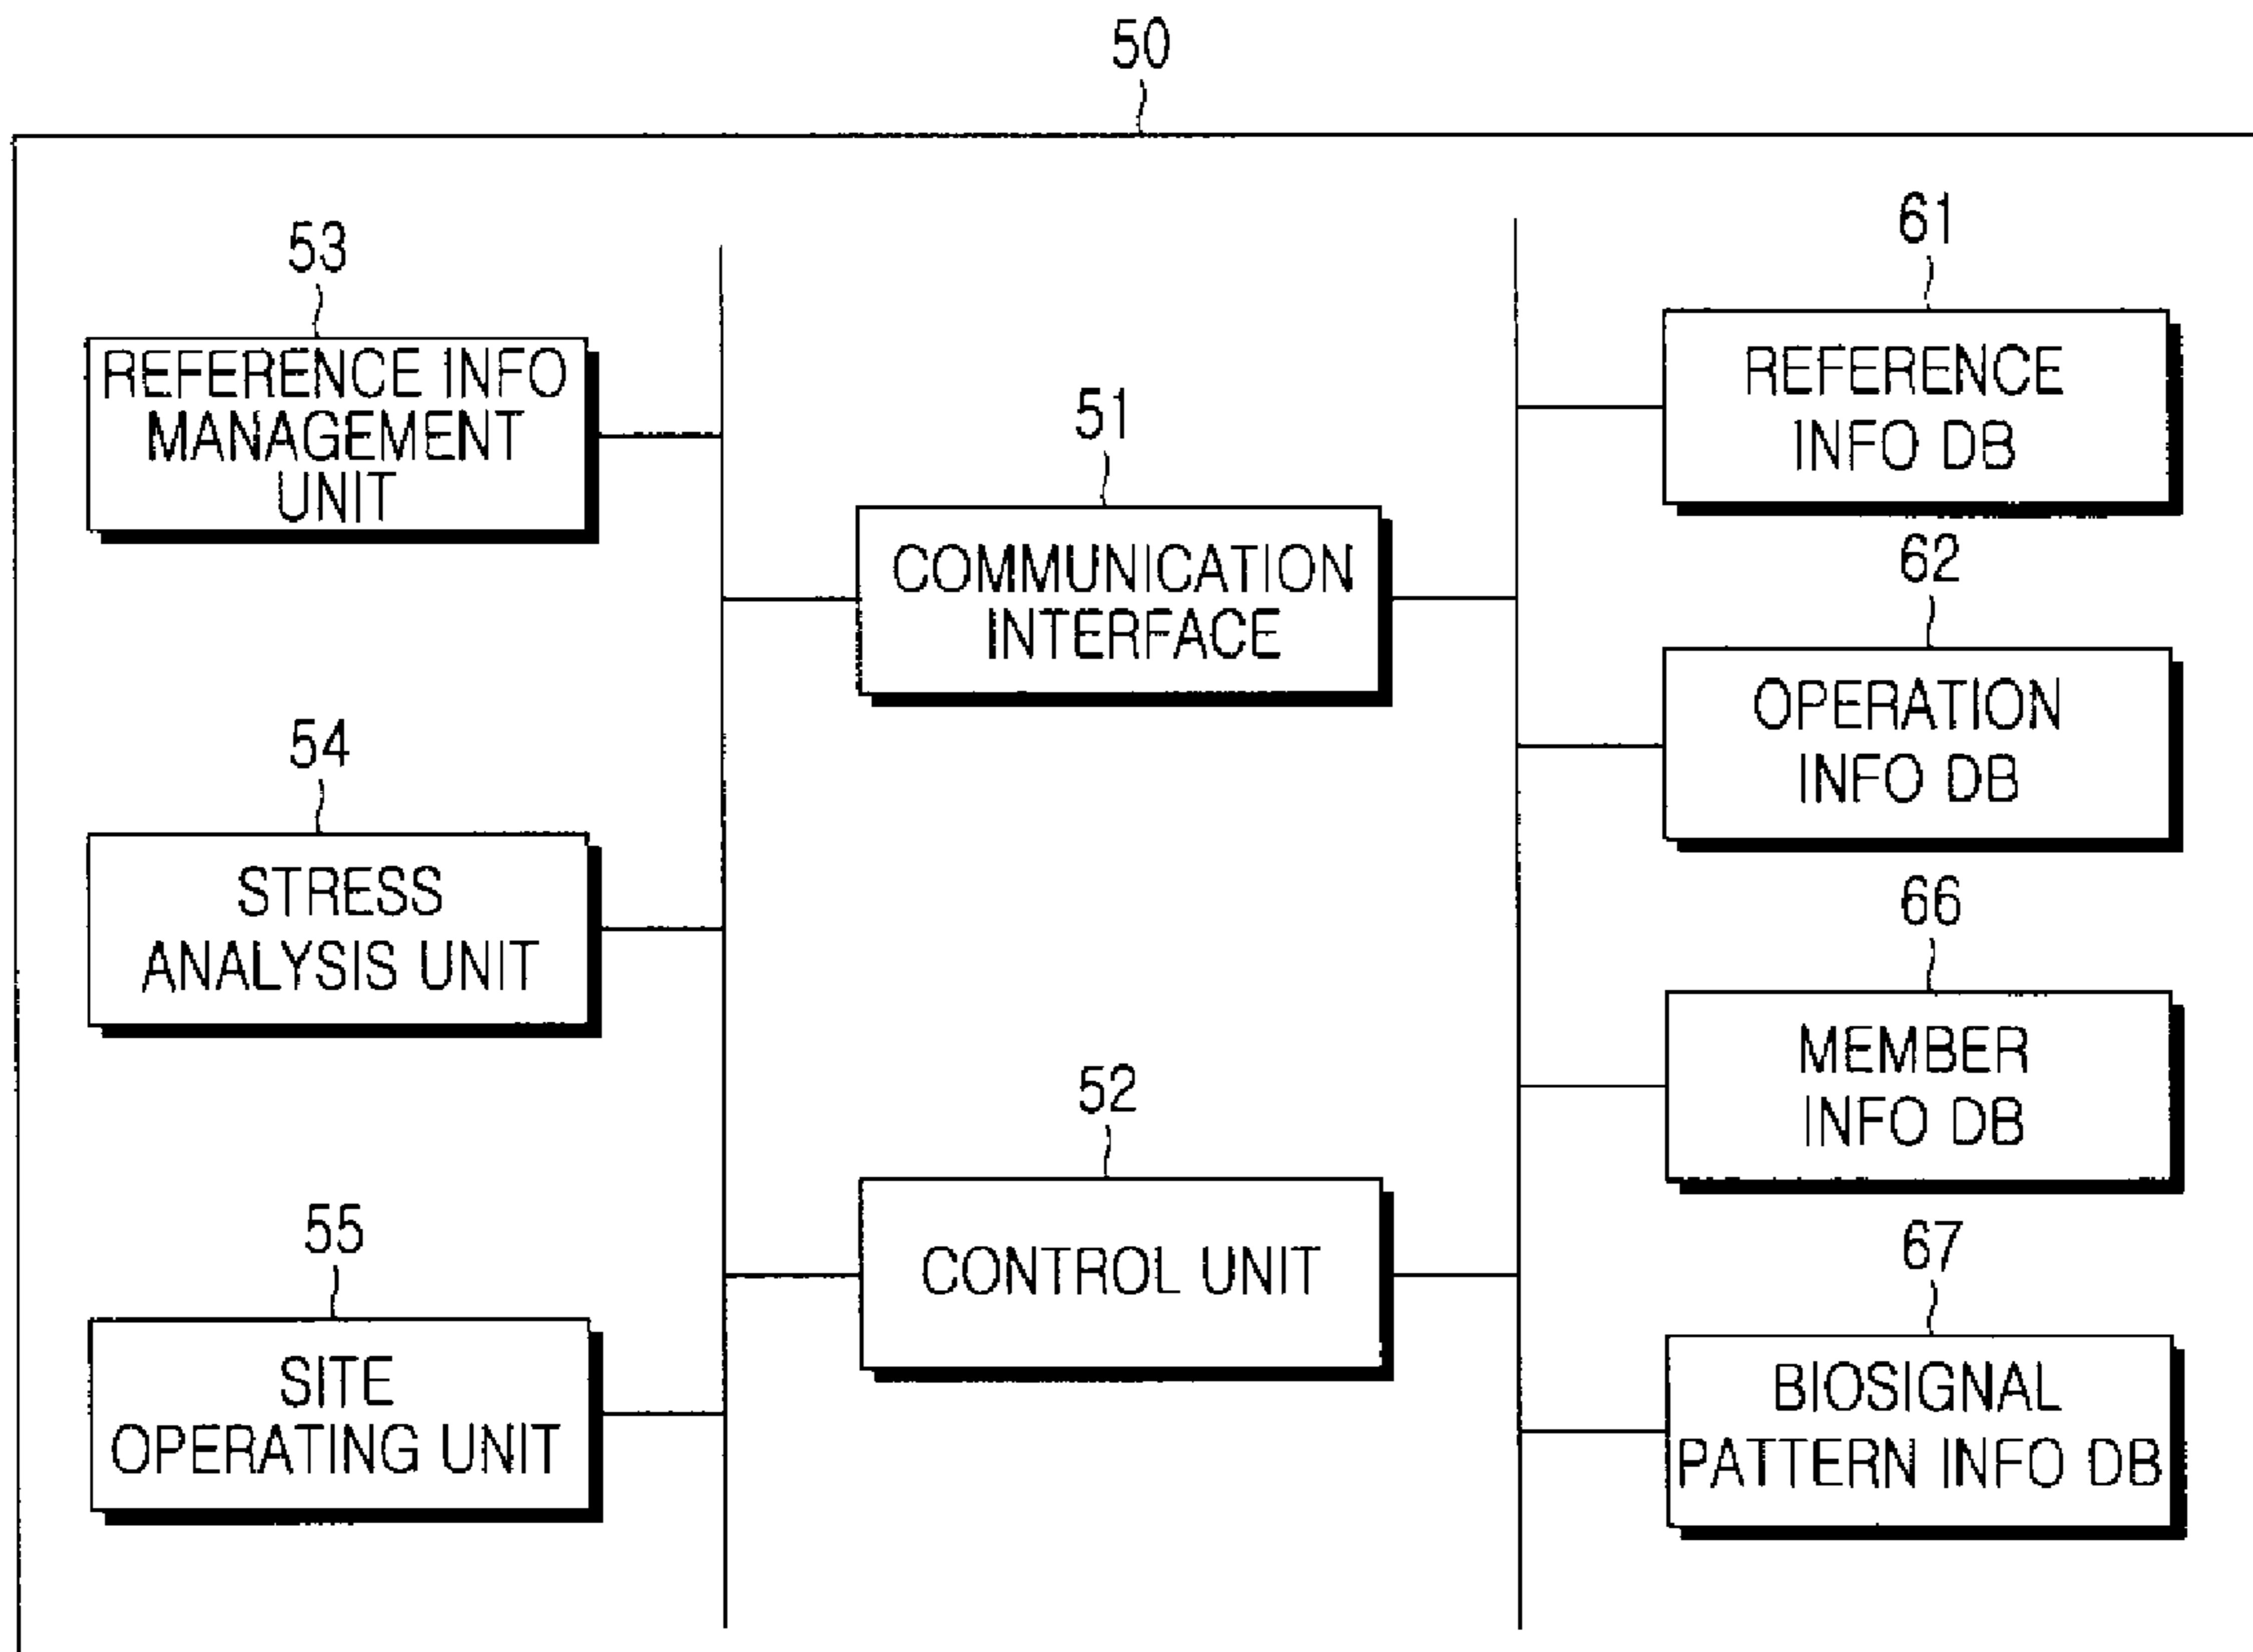 50
53
REFERENCE INFO
MANAGEMENT
UNIT
54
STRESS
ANALYSIS UNIT
55
SITE
OPERATING UNIT
51
COMMUNICATION
INTERFACE
52
CONTROL UNIT
61
REFERENCE
INFO DB
62
OPERATION
INFO DB
66
MEMBER
INFO DB
67
BIOSIGNAL
PATTERN INFO DB